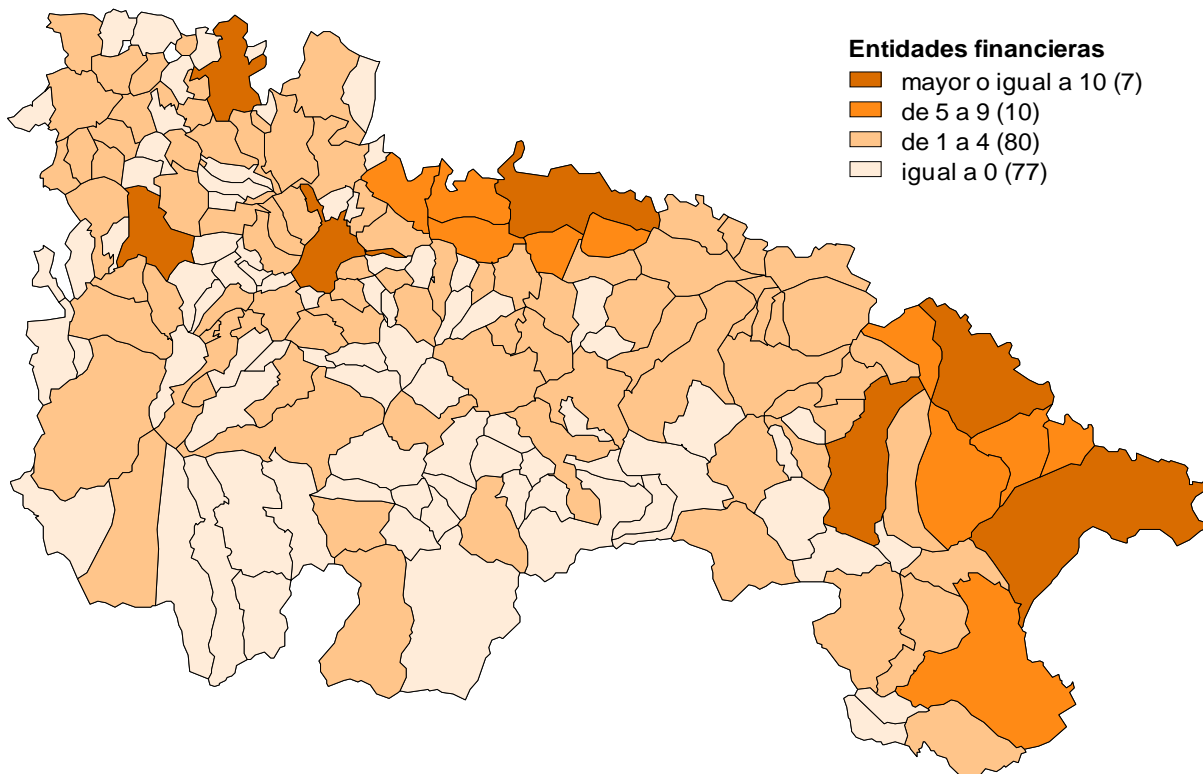 Entidades financieras
mayor o igual a 10 (7)
de 5 a 9 (10)
de 1 a 4 (80)
igual a 0 (77)